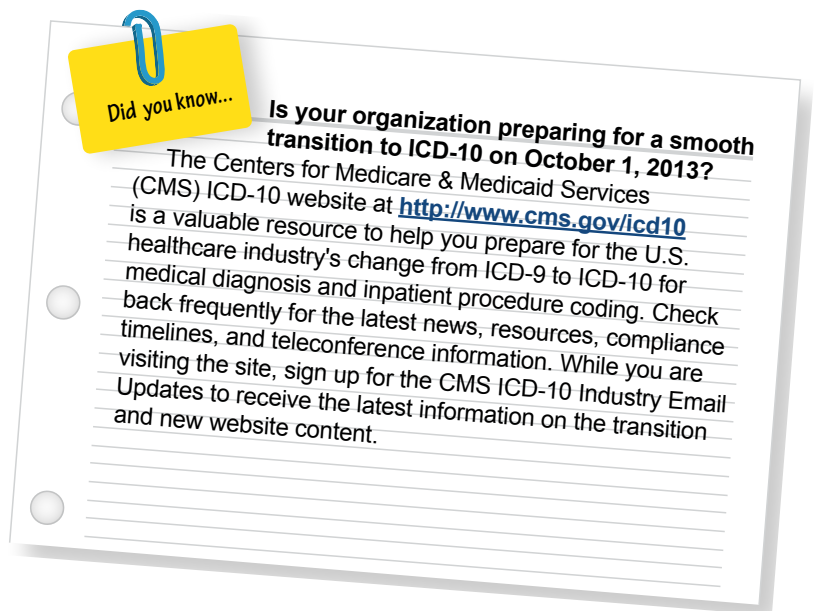 Did you know...
Is your organization preparing for a smooth
transition to ICD-10 on October 1, 2013?
The Centers for Medicare & Medicaid Services
(CMS) ICD-10 website at http://www.cms.gov/icd10
is a valuable resource to help you prepare for the U.S.
healthcare industry's change from ICD-9 to ICD-10 for
medical diagnosis and inpatient procedure coding. Check
back frequently for the latest news, resources, compliance
timelines, and teleconference information. While you are
visiting the site, sign up for the CMS ICD-10 Industry Email
Updates to receive the latest information on the transition
and new website content.